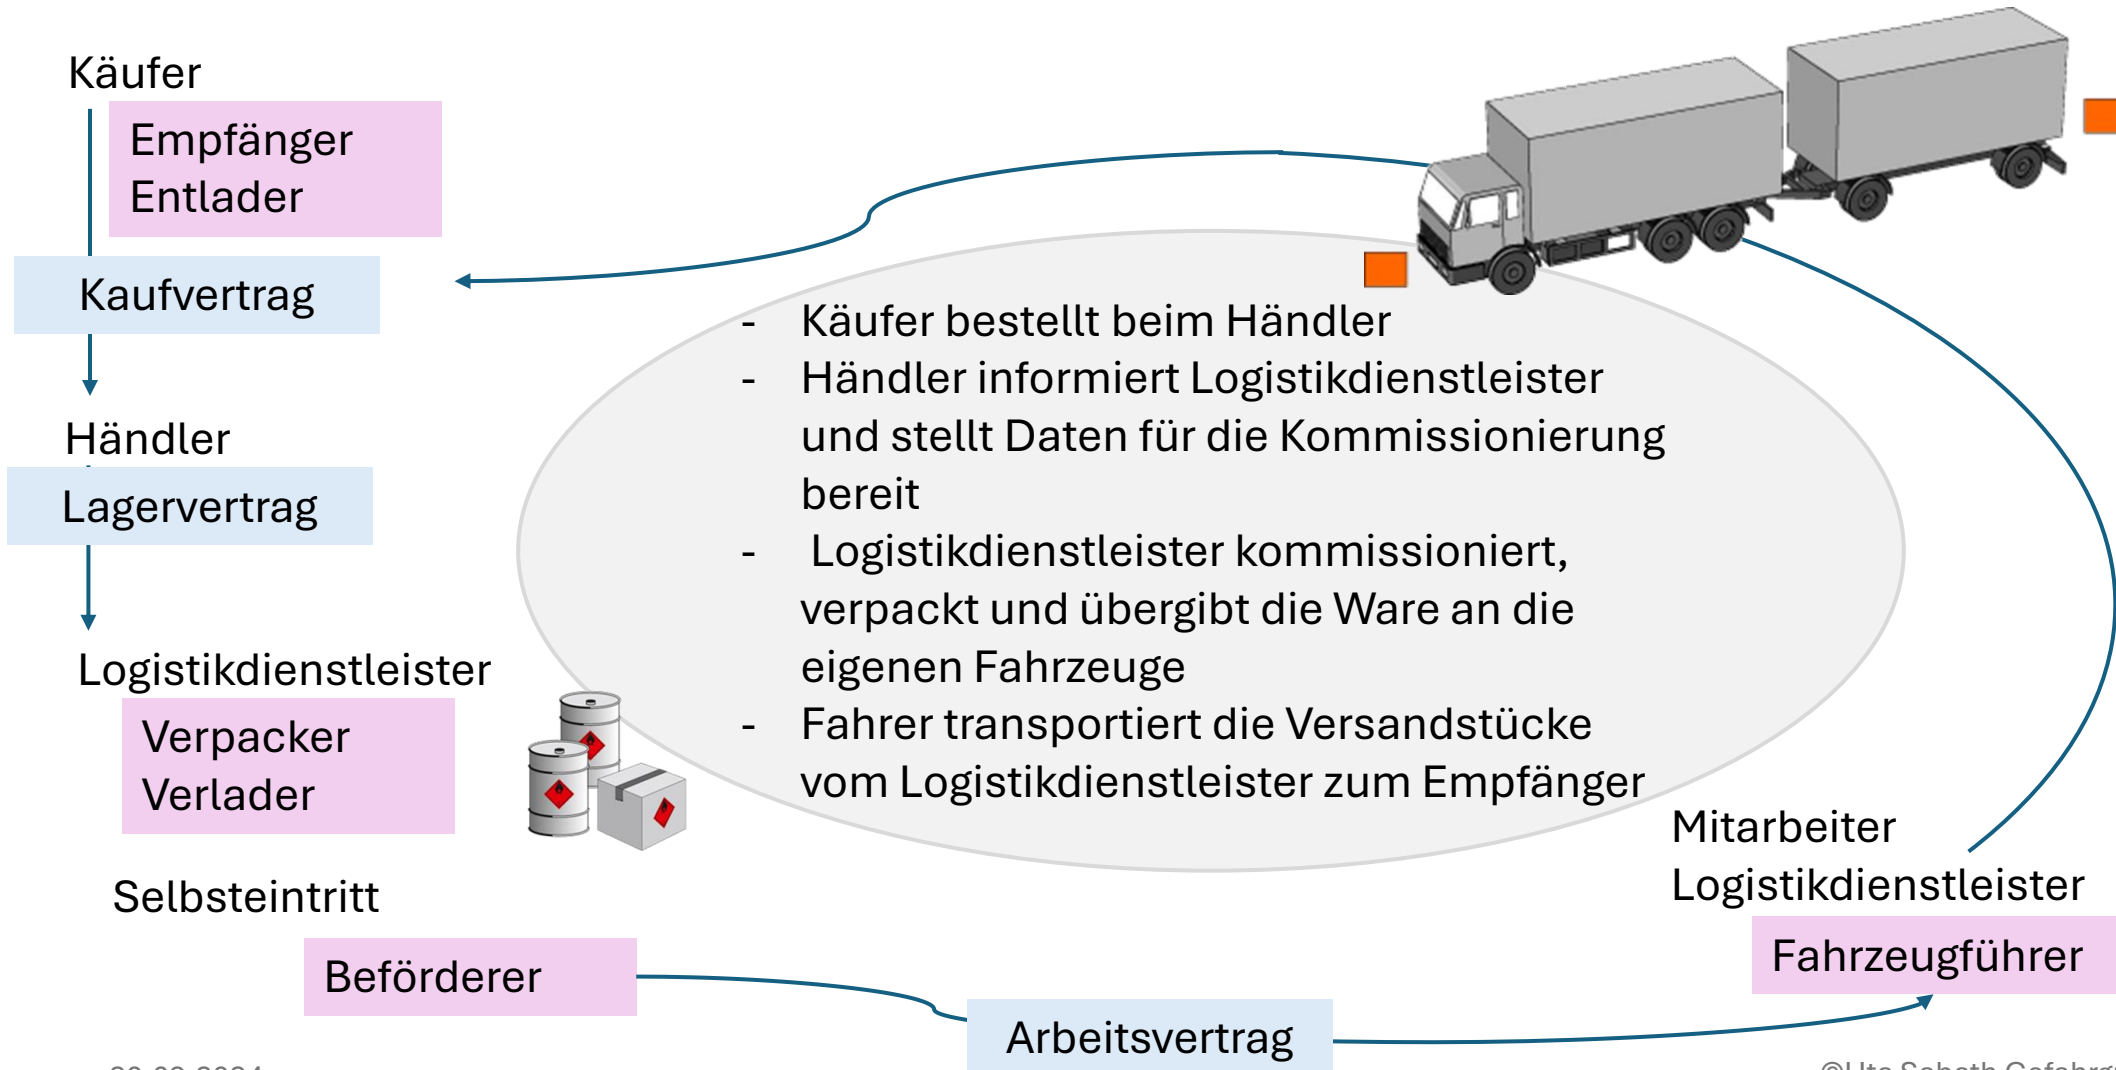 Käufer
Empfänger
Entlader
Kaufvertrag
Händler
Lagervertrag
Logistikdienstleister
Verpacker
Verlader
Selbsteintritt
Beförderer
- Käufer bestellt beim Händler
- Händler informiert Logistikdienstleister
und stellt Daten für die Kommissionierung
bereit
- Logistikdienstleister kommissioniert,
verpackt und übergibt die Ware an die
eigenen Fahrzeuge
- Fahrer transportiert die Versandstücke
vom Logistikdienstleister zum Empfänger
Mitarbeiter
Logistikdienstleister
Fahrzeugführer
Arbeitsvertrag